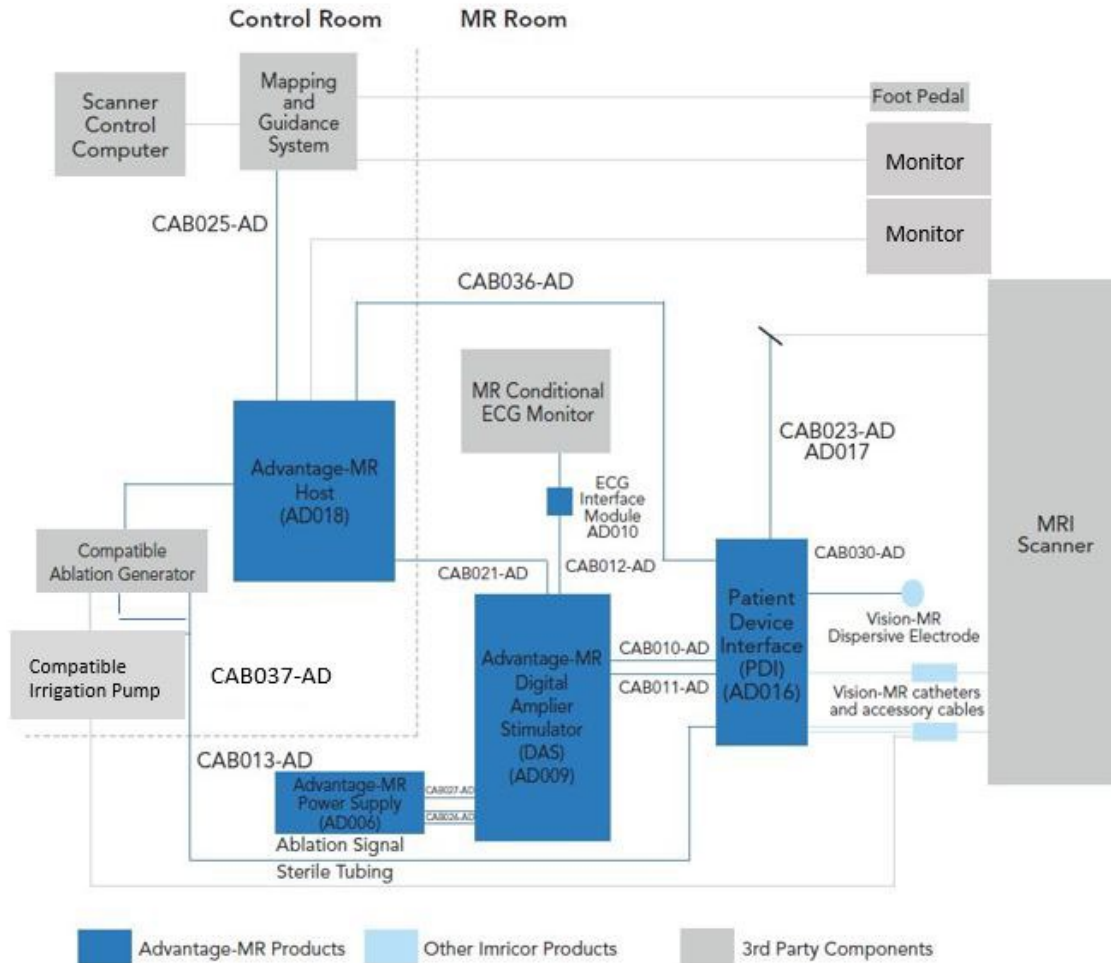 Control Room
MR Room
Scanner
Control
Computer
Mapping
and
Guidance
System
Foot Pedal
Monitor
Monitor
CAB025-AD
CAB036-AD
MR Conditional
ECG Monitor
CAB023-AD
AD017
Advantage-MR
Host
(AD018)
ECG
Interface
Module
AD010
MRI
Scanner
Compatible
Ablation Generator
CAB021-AD
CAB012-AD
CAB030-AD
Patient
Device
Interface
(PDI)
(AD016)
Vision-MR
Dispersive Electrode
Compatible
Irrigation Pump
CAB037-AD
Advantage-MR
Digital
Amplier
Stimulator
(DAS)
(AD009)
CAB010-AD
CAB011-AD
Vision-MR catheters
and accessory cables
CAB013-AD
Advantage-MR
Power Supply
(AD006)
CAB027-AD
CAB026-AD
Ablation Signal
Sterile Tubing
Advantage-MR Products
Other Imricor Products
3rd Party Components